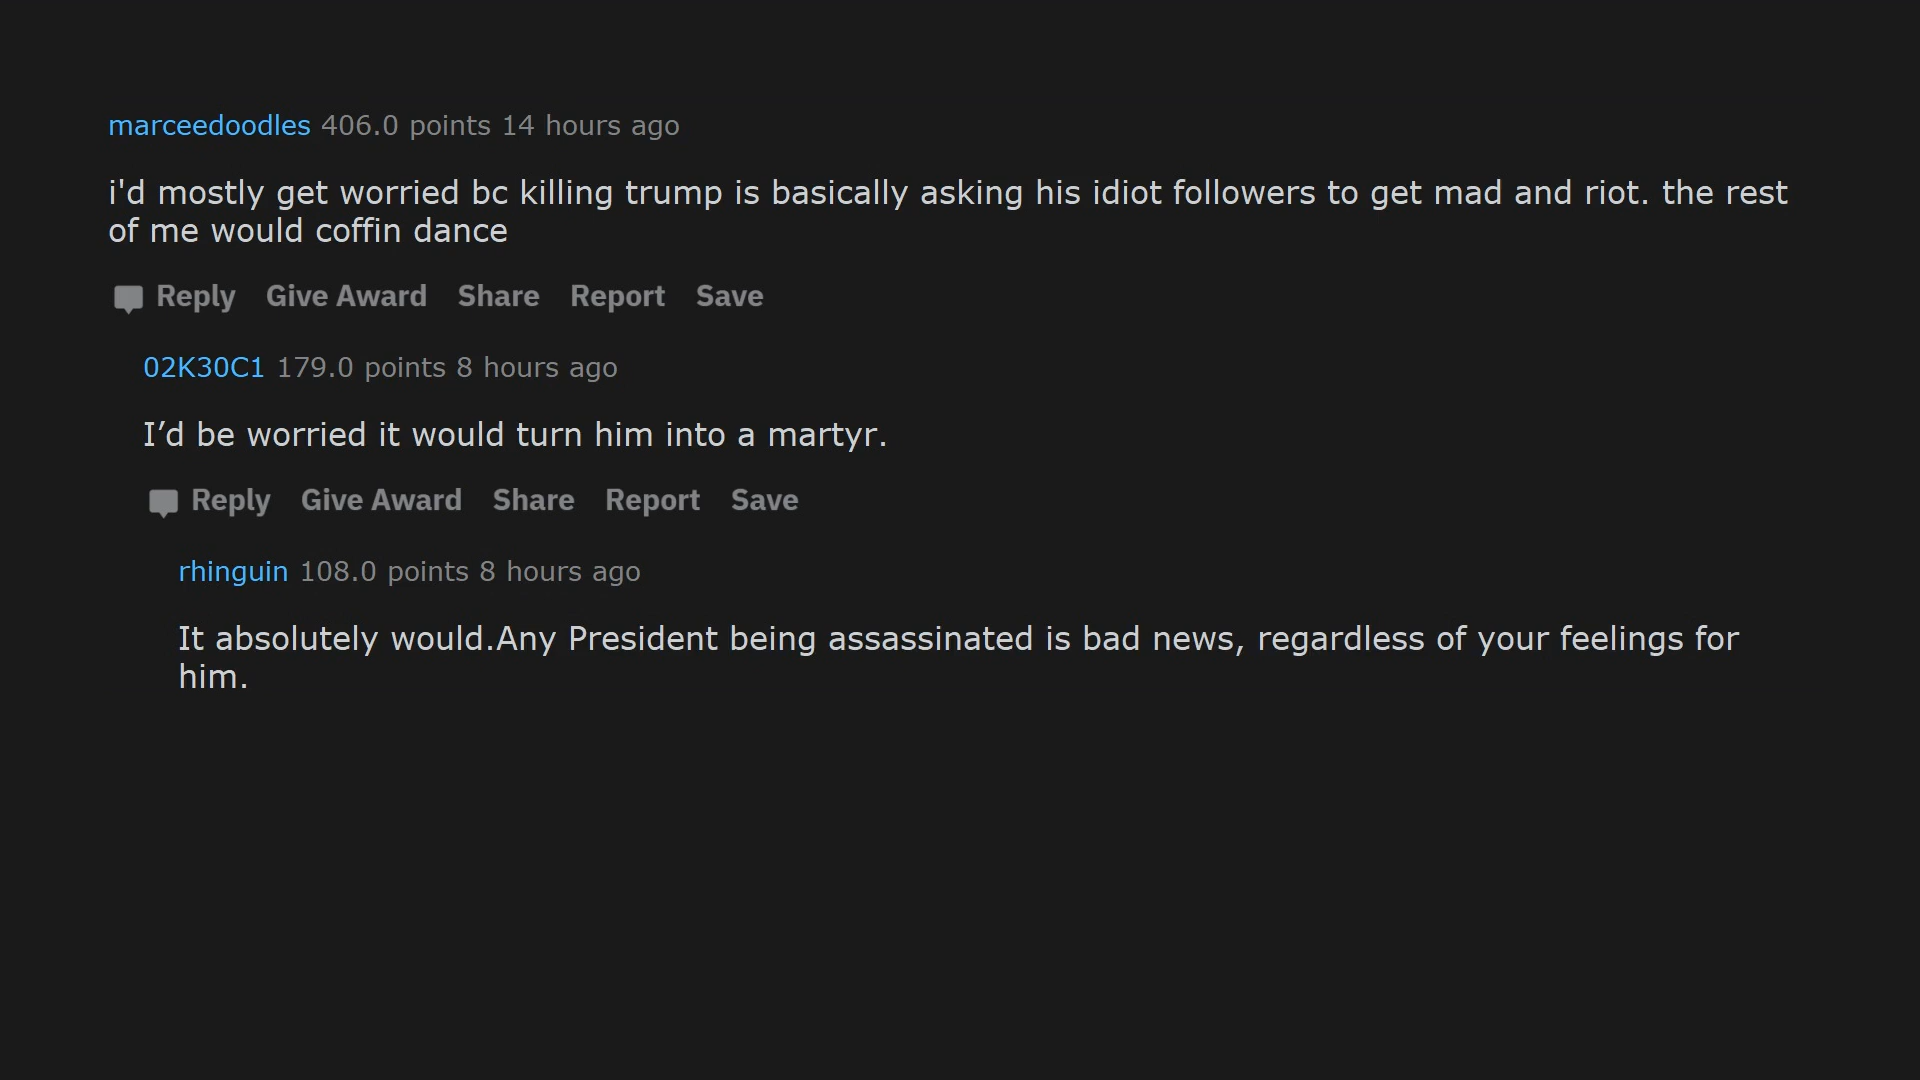 marceedoodles 406.0 points 14 hours ago
i'd mostly get worried bc killing trump is basically asking his idiot followers to get mad and riot. the rest
of me would coffin dance
Reply Give Award Share Report Save
02K30C1 179.0 points 8 hours ago
I’d be worried it would turn him into a martyr.
Reply Give Award Share Report Save
rhinguin 108.0 points 8 hours ago
It absolutely would.Any President being assassinated is bad news, regardless of your feelings for
him.